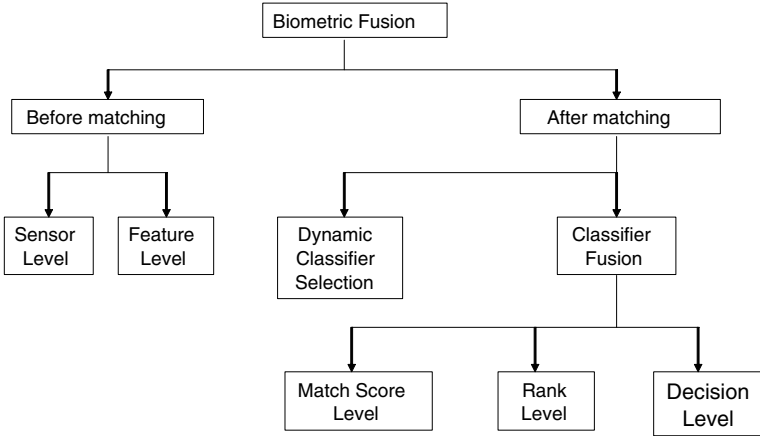 Biometric Fusion
Before matching
After matching
Sensor
Level
Feature
Level
Dynamic
Classifier
Selection
Classifier
Fusion
Match Score
Level
Rank
Level
Decision
Level